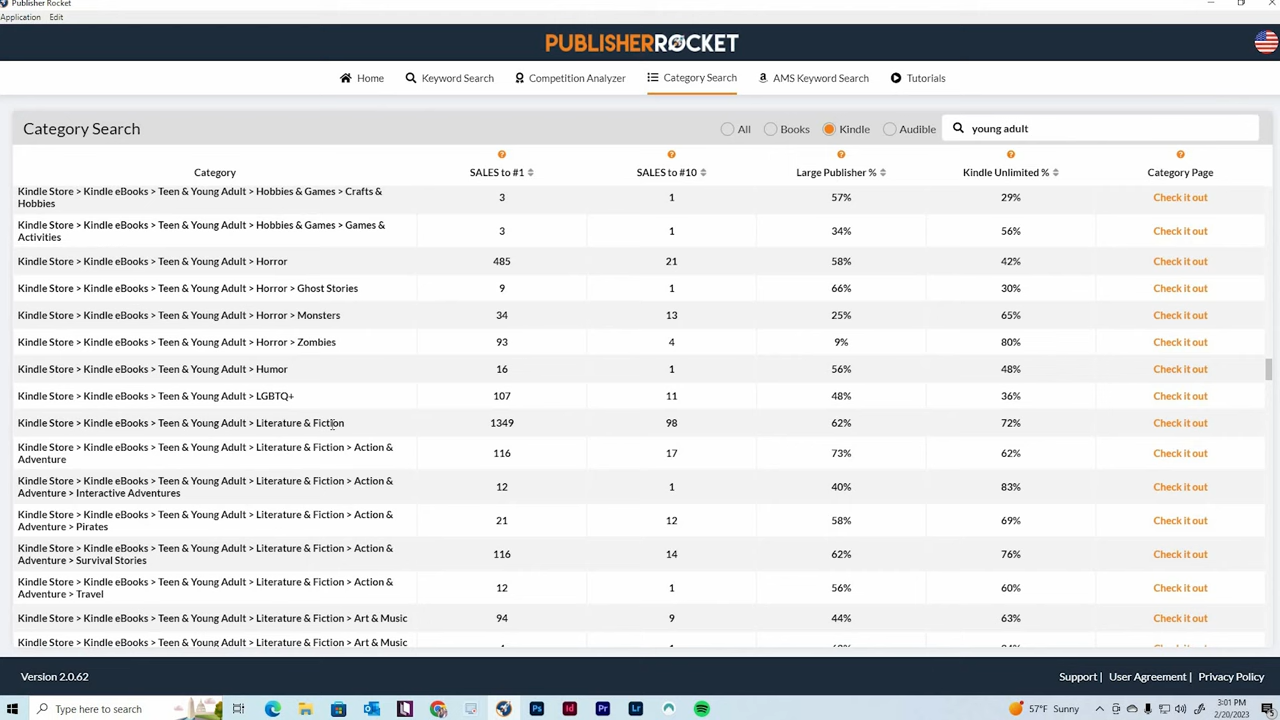 Publisher Rocket
Application Edit
PUBLISHERROCKET
Home Keyword Search Competition Analyzer Category Search AMS Keyword Search Tutorials
Category Search All Books Kindle Audible young adult
Category SALES to #1 SALES to #10 Large Publisher % Kindle Unlimited % Category Page
Kindle Store > Kindle eBooks > Teen & Young Adult > Hobbies & Games > Crafts &
Hobbies
3 1 57% 29% Check it out
Kindle Store > Kindle eBooks > Teen & Young Adult > Hobbies & Games > Games &
Activities
3 1 34% 56% Check it out
Kindle Store > Kindle eBooks > Teen & Young Adult > Horror 485 21 58% 42% Check it out
Kindle Store > Kindle eBooks > Teen & Young Adult > Horror > Ghost Stories 9 1 66% 30% Check it out
Kindle Store > Kindle eBooks > Teen & Young Adult > Horror > Monsters 34 13 25% 65% Check it out
Kindle Store > Kindle eBooks > Teen & Young Adult > Horror > Zombies 93 4 9% 80% Check it out
Kindle Store > Kindle eBooks > Teen & Young Adult > Humor 16 1 56% 48% Check it out
Kindle Store > Kindle eBooks > Teen & Young Adult > LGBTQ+ 107 11 48% 36% Check it out
Kindle Store > Kindle eBooks > Teen & Young Adult > Literature & Fiction 1349 98 62% 72% Check it out
Kindle Store > Kindle eBooks > Teen & Young Adult > Literature & Fiction > Action &
Adventure
116 17 73% 62% Check it out
Kindle Store > Kindle eBooks > Teen & Young Adult > Literature & Fiction > Action &
Adventure > Interactive Adventures
12 1 40% 83% Check it out
Kindle Store > Kindle eBooks > Teen & Young Adult > Literature & Fiction > Action &
Adventure > Pirates
21 12 58% 69% Check it out
Kindle Store > Kindle eBooks > Teen & Young Adult > Literature & Fiction > Action &
Adventure > Survival Stories
116 14 62% 76% Check it out
Kindle Store > Kindle eBooks > Teen & Young Adult > Literature & Fiction > Action &
Adventure > Travel
12 1 56% 60% Check it out
Kindle Store > Kindle eBooks > Teen & Young Adult > Literature & Fiction > Art & Music 94 9 44% 63% Check it out
Kindle Store > Kindle eBooks > Teen & Young Adult > Literature & Fiction > Art & Music
Version 2.0.62 Support | User Agreement | Privacy Policy
Type here to search 57°F Sunny 3:01 PM
2/20/2023